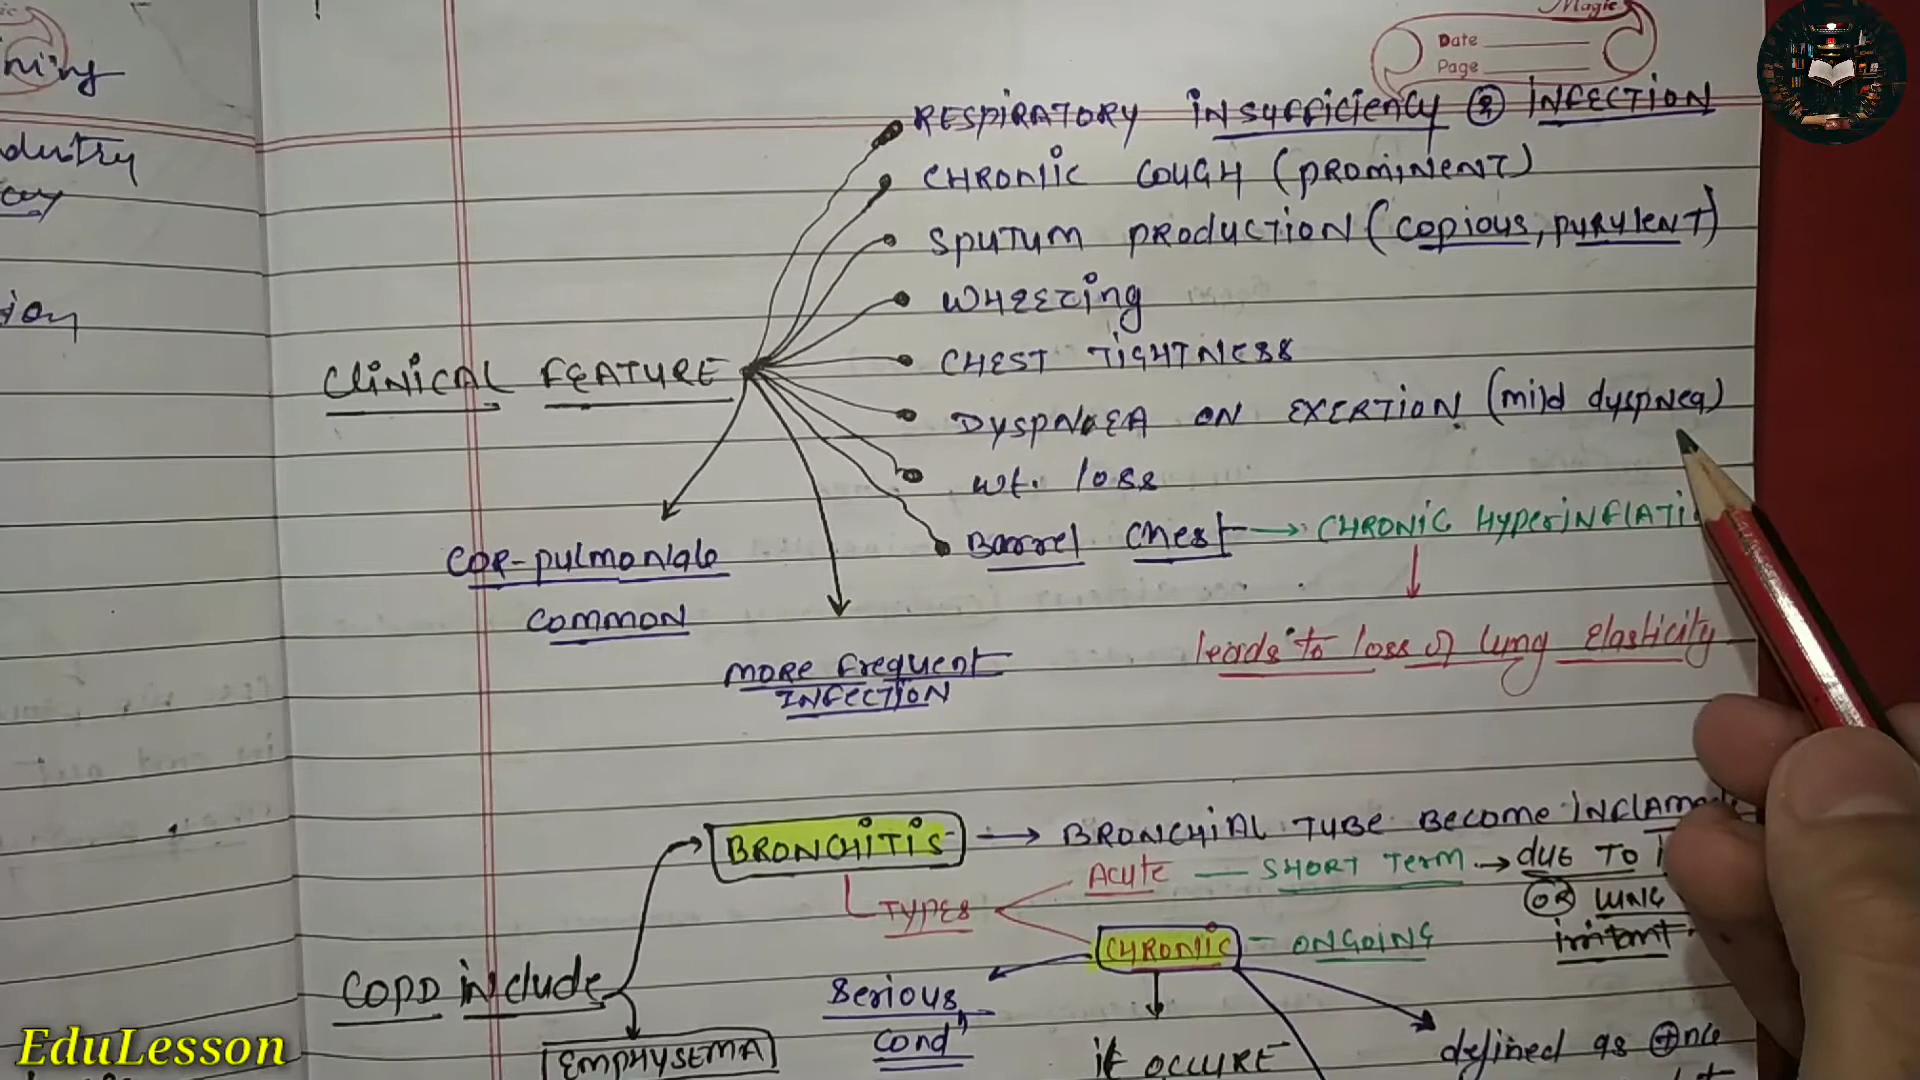 Magic
Date
Page
RESPIRATORY INSUFFICIENCY & INFECTION
CHRONIC COUGH (PROMINENT)
SPUTUM PRODUCTION (copious, purulent)
WHEEZING
CHEST TIGHTNESS
CLINICAL FEATURE
DYSPNOEA ON EXERTION (mild dyspnea)
wt. loss
Barrel Chest → CHRONIC HYPERINFLATI
COR-pulmonale
COMMON
leads to loss of lung Elasticity
MORE frequent
INFECTION
dustry
BRONCHITIS → BRONCHIAL TUBE BECOME INFLAM
TYPES
Acute — SHORT TERM → due TO
OR LUNG
irritant
CHRONIC - ONGOING
COPD include
Serious
Condⁿ
EMPHYSEMA
it OCCURE
defined as
EduLesson